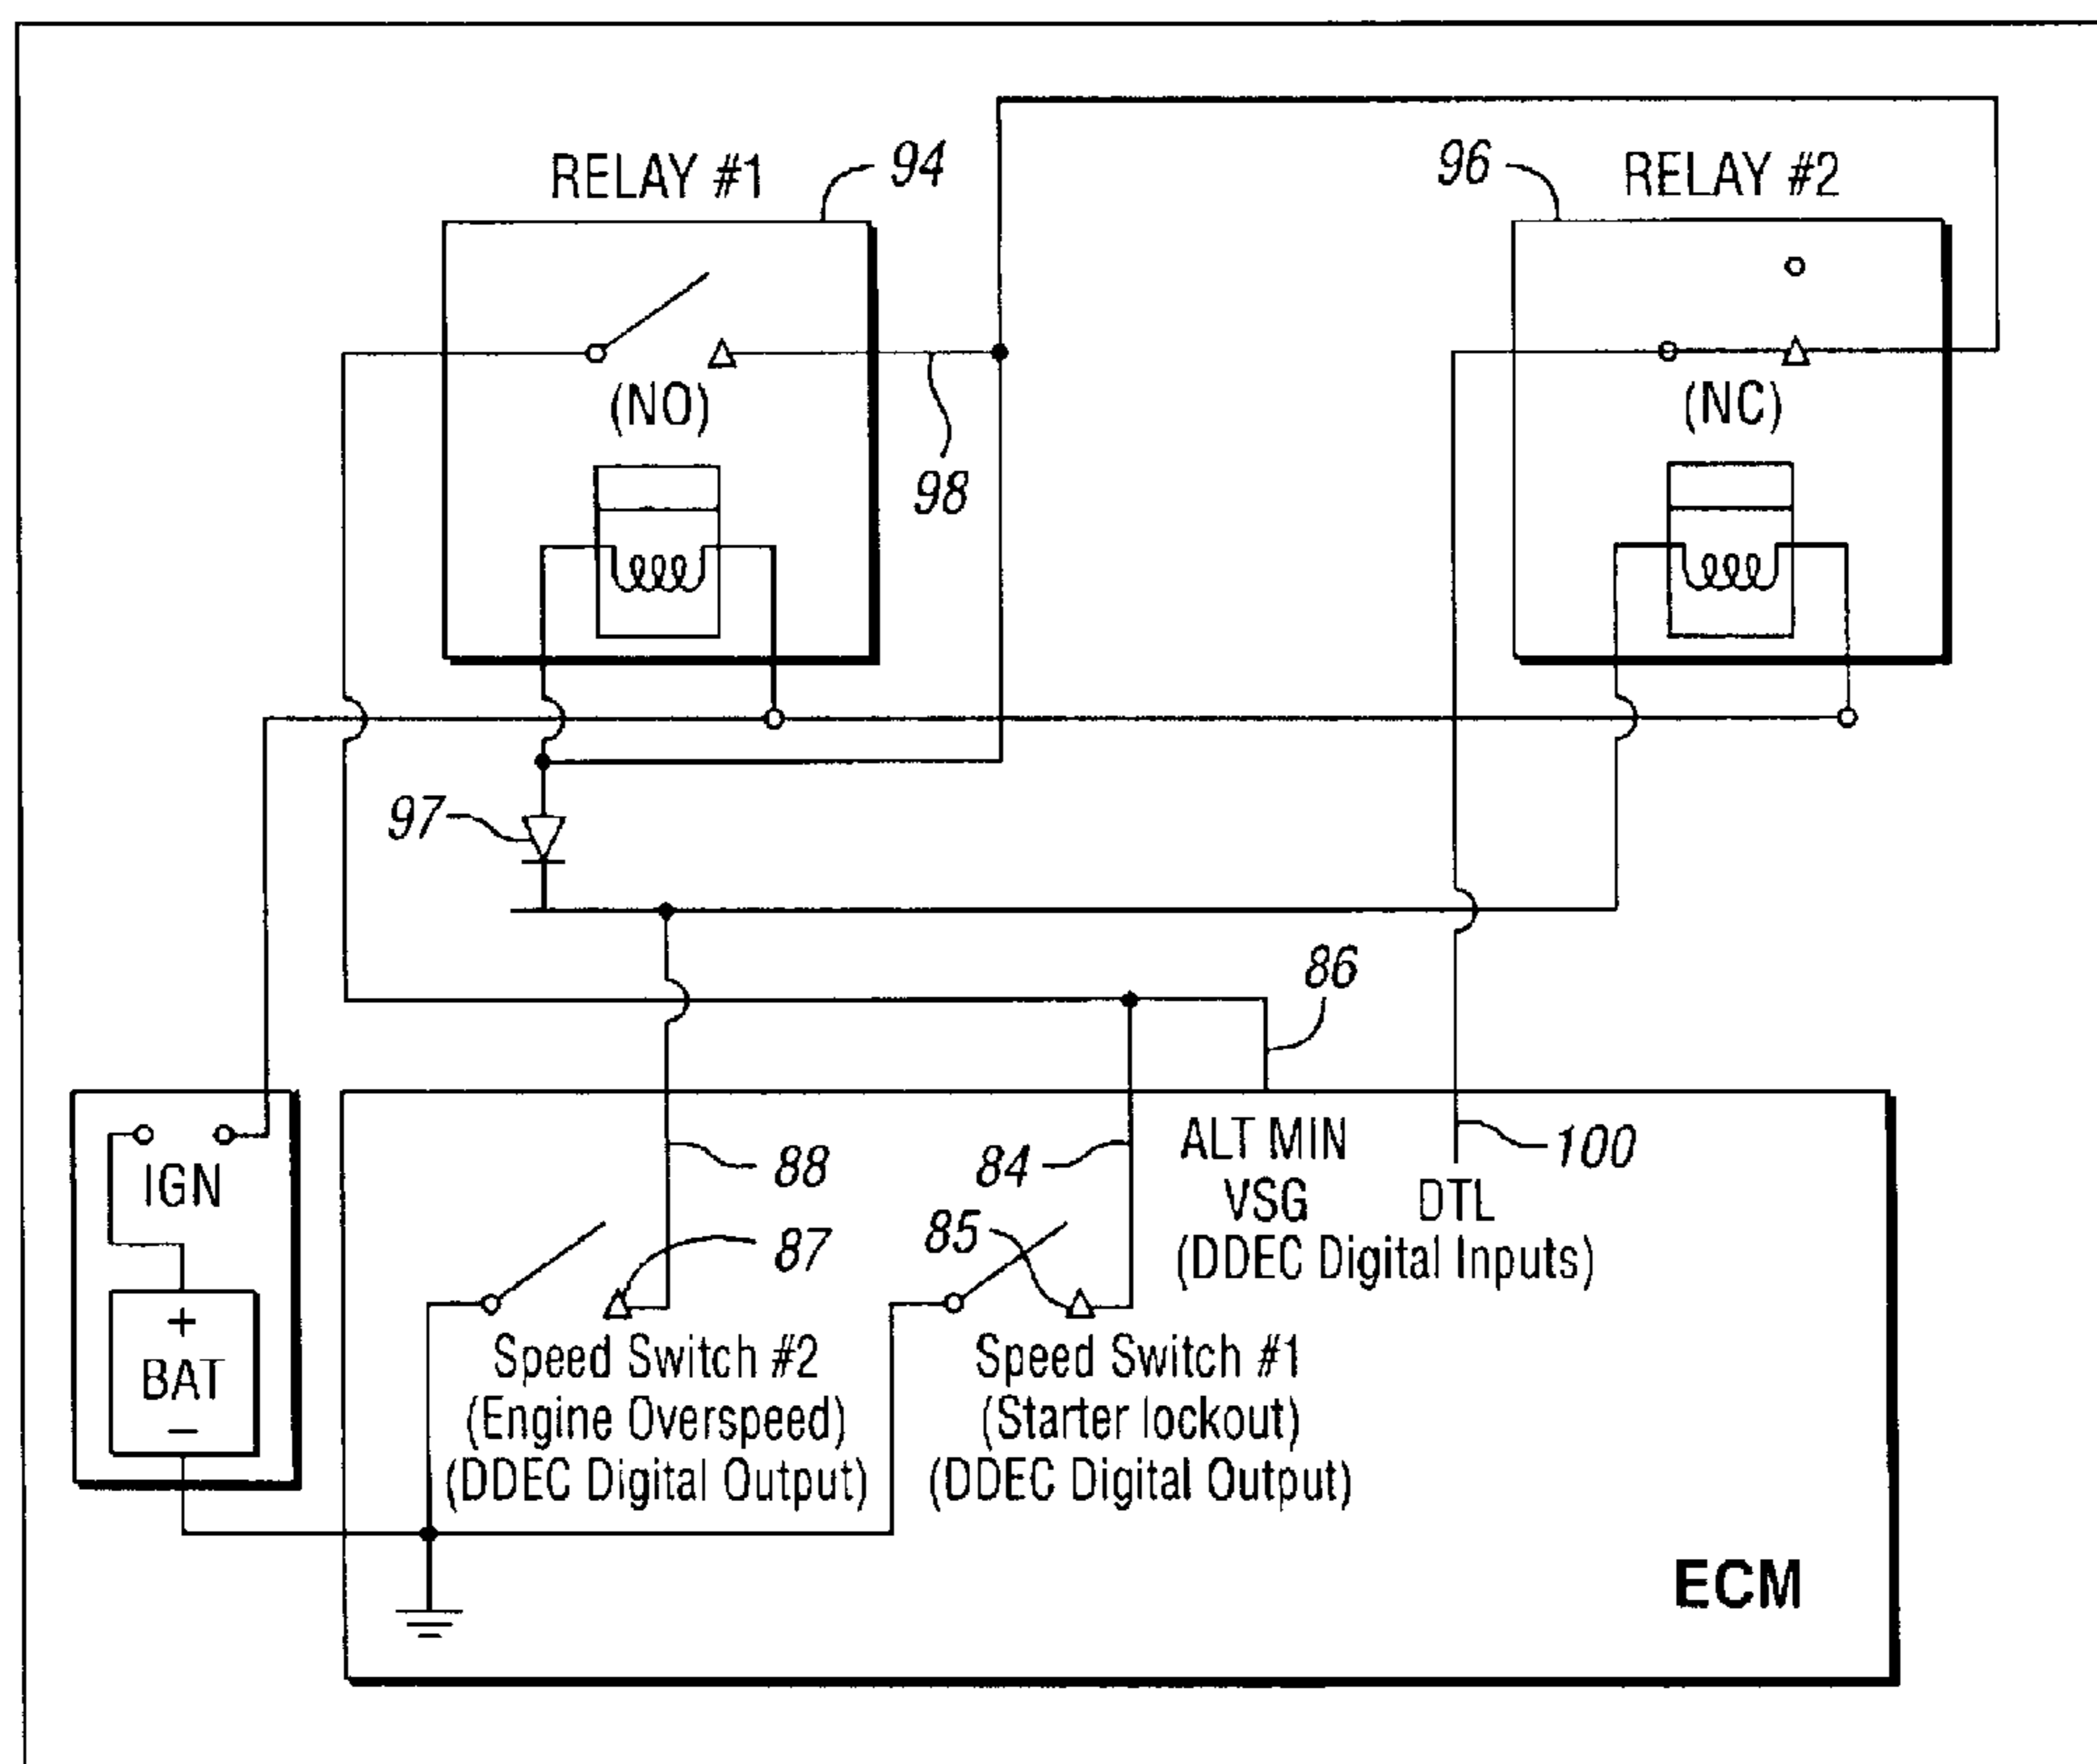 RELAY #1
94
96
RELAY #2
(NO)
(NC)
98
97
86
88
84
ALT MIN
VSG
DTL
100
(DDEC Digital Inputs)
IGN
87
85
+
BAT
−
Speed Switch #2
(Engine Overspeed)
(DDEC Digital Output)
Speed Switch #1
(Starter lockout)
(DDEC Digital Output)
ECM